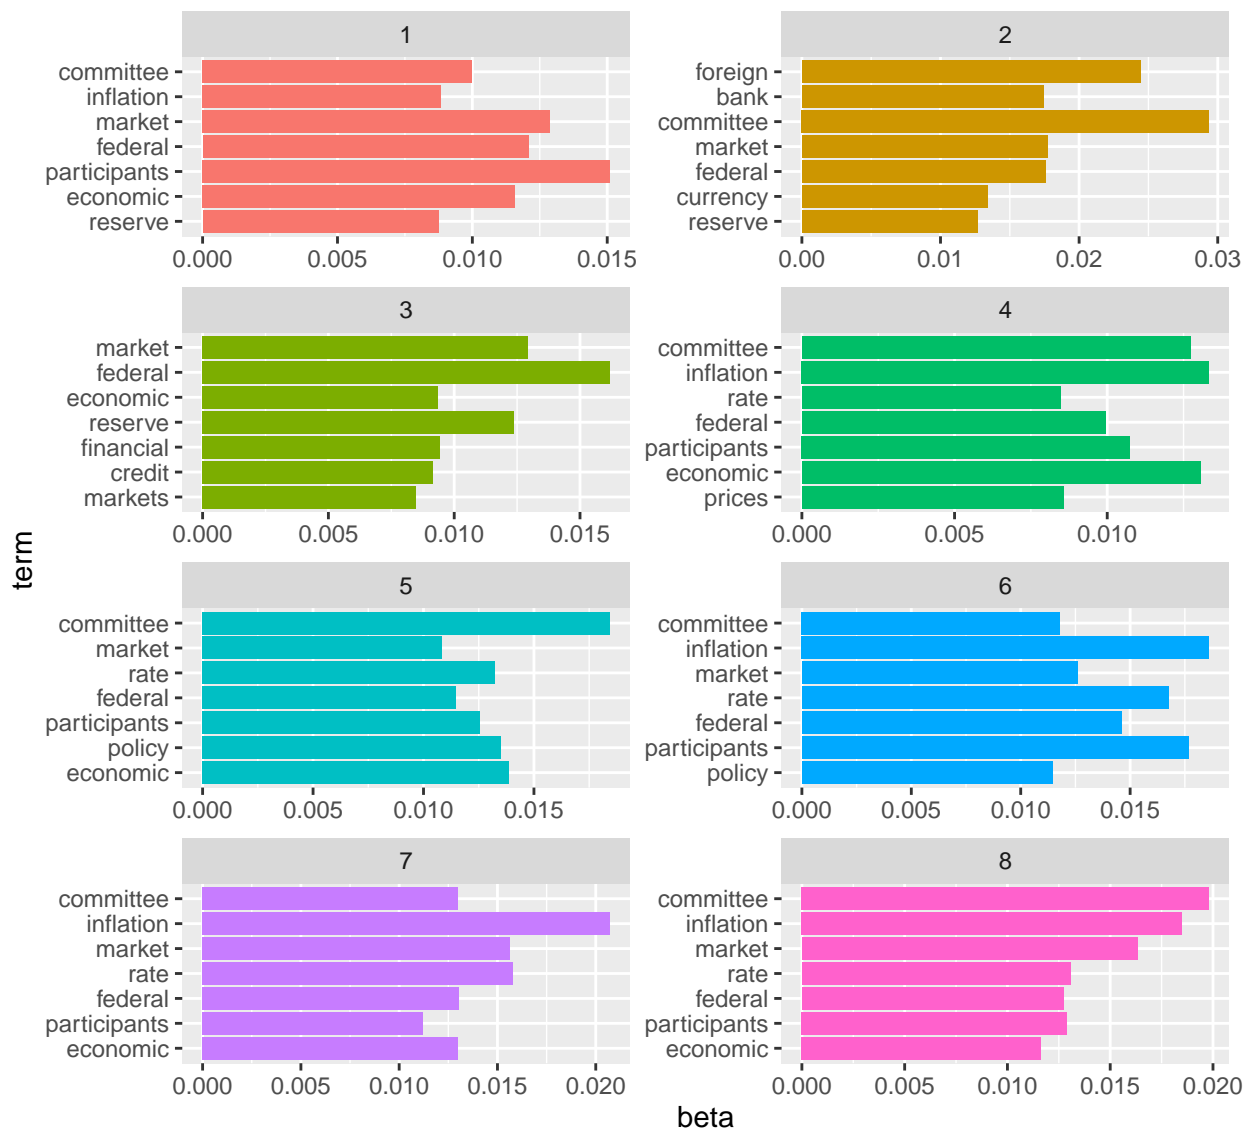 1
committee
inflation
market
federal
participants
economic
reserve
0.000 0.005 0.010 0.015
2
foreign
bank
committee
market
federal
currency
reserve
0.00 0.01 0.02 0.03
3
market
federal
economic
reserve
financial
credit
markets
0.000 0.005 0.010 0.015
4
committee
inflation
rate
federal
participants
economic
prices
0.000 0.005 0.010
term
5
committee
market
rate
federal
participants
policy
economic
0.000 0.005 0.010 0.015
6
committee
inflation
market
rate
federal
participants
policy
0.000 0.005 0.010 0.015
7
committee
inflation
market
rate
federal
participants
economic
0.000 0.005 0.010 0.015 0.020
8
committee
inflation
market
rate
federal
participants
economic
0.000 0.005 0.010 0.015 0.020
beta